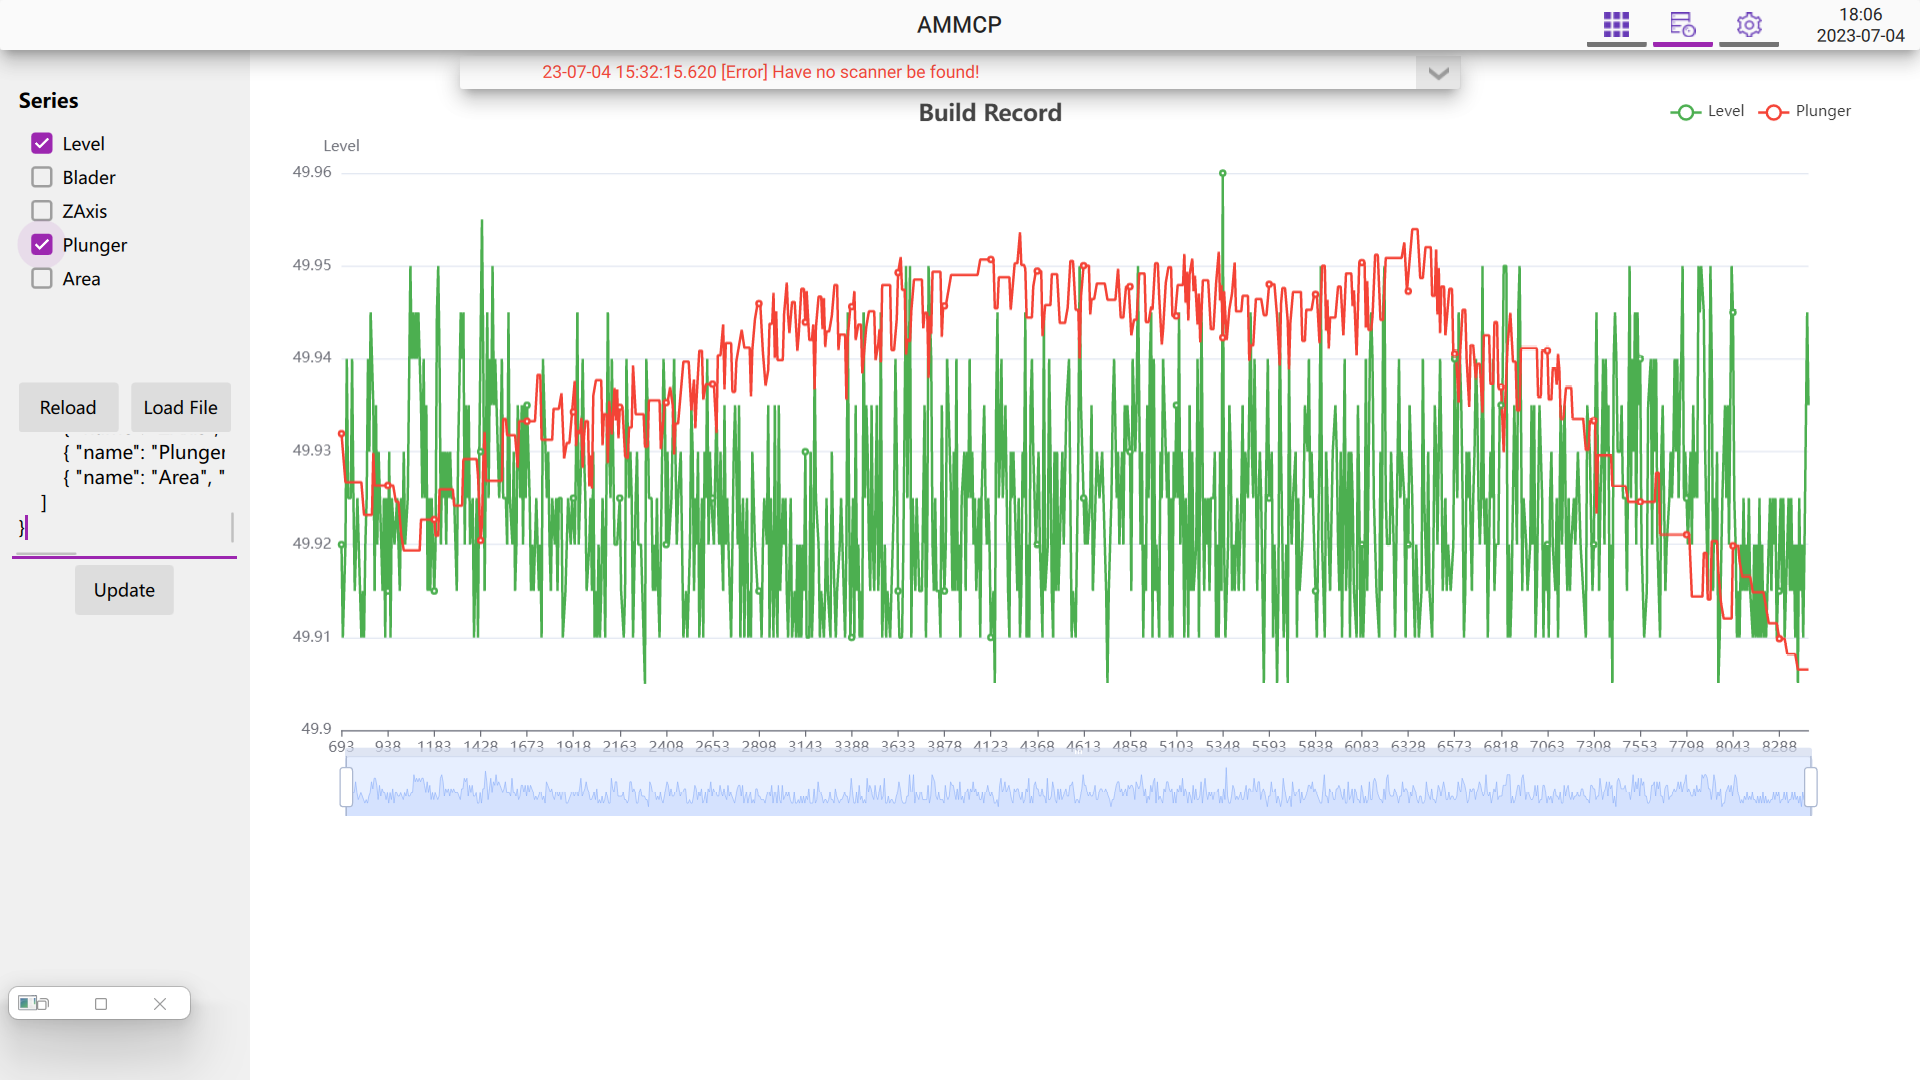 AMMCP
18:06
2023-07-04
23-07-04 15:32:15.620 [Error] Have no scanner be found!
Series
Level
Blader
ZAxis
Plunger
Area
Reload
Load File
{ "name": "Plunger
{ "name": "Area", "
]
}
Update
Build Record
Level
Plunger
Level
49.96
49.95
49.94
49.93
49.92
49.91
49.9
693 938 1183 1428 1673 1918 2163 2408 2653 2898 3143 3388 3633 3878 4123 4368 4613 4858 5103 5348 5593 5838 6083 6328 6573 6818 7063 7308 7553 7798 8043 8288